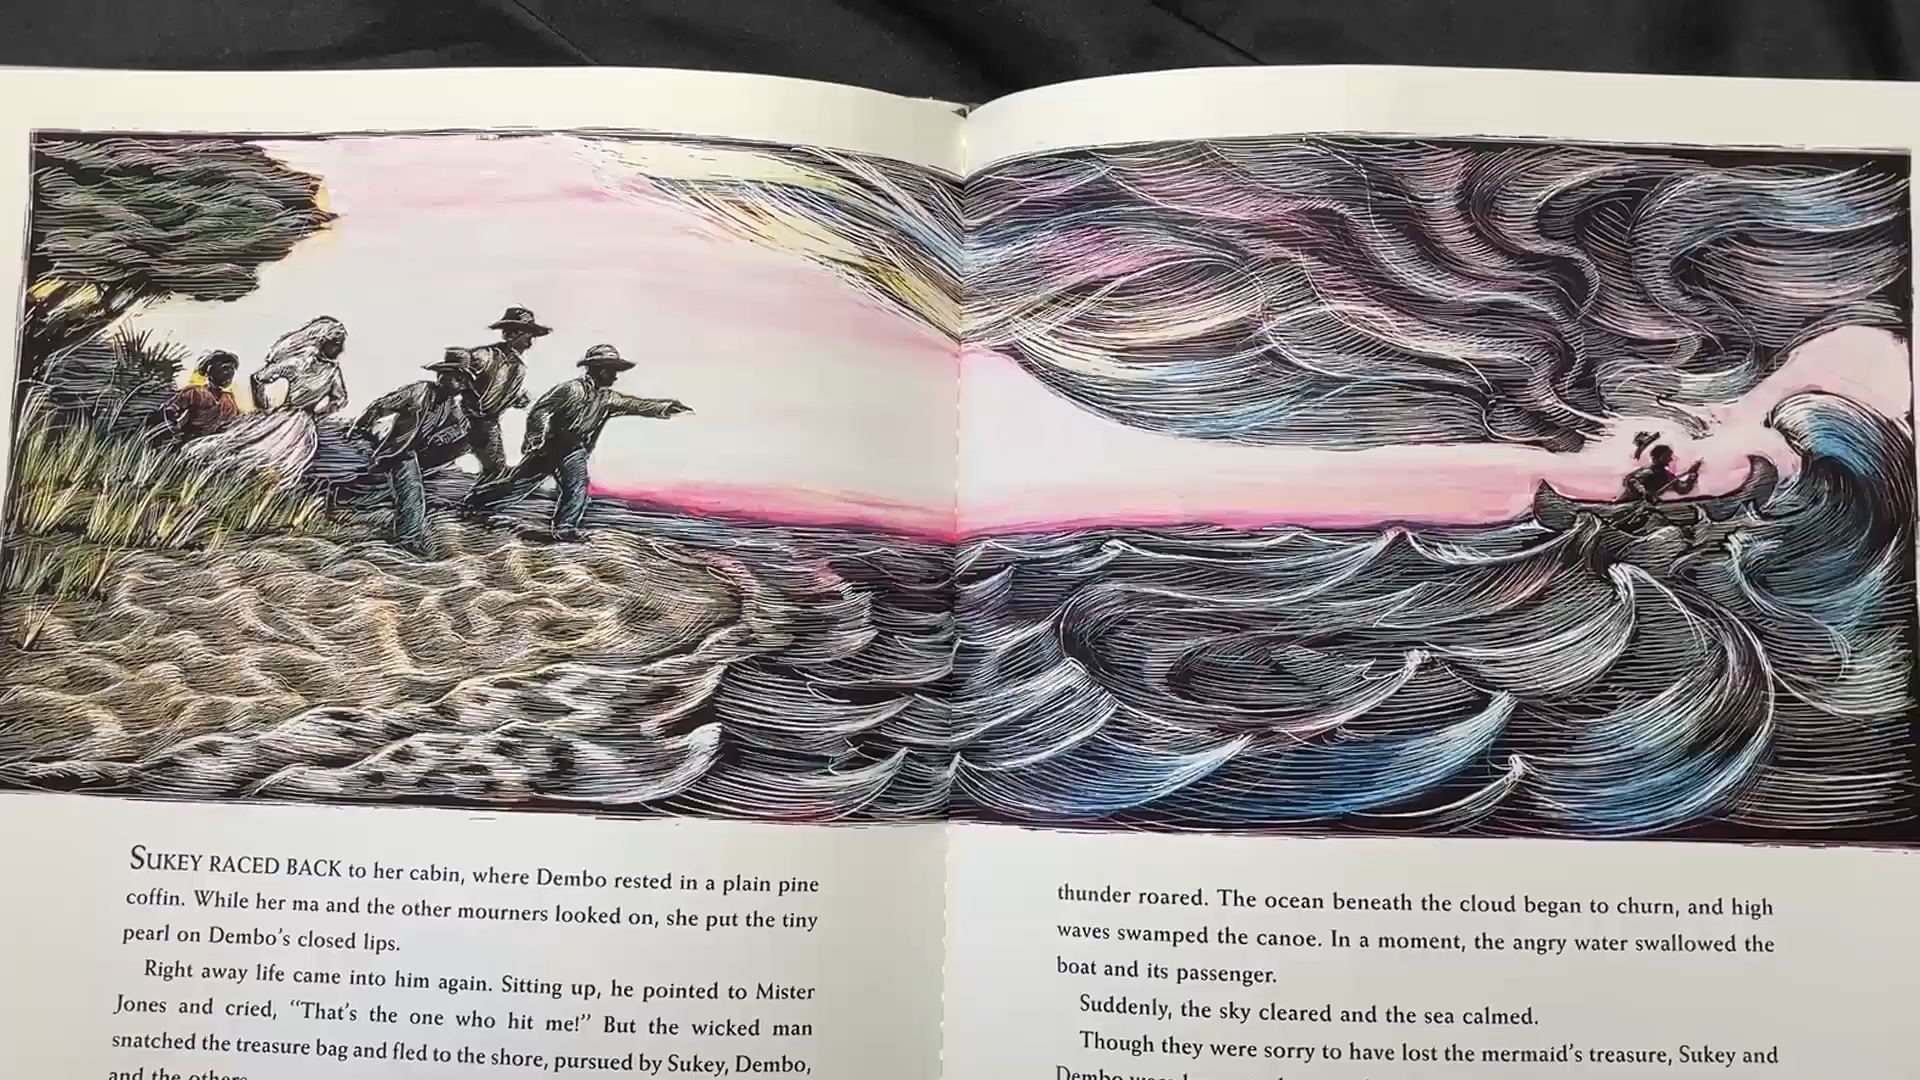 SUKEY RACED BACK to her cabin, where Dembo rested in a plain pine
coffin. While her ma and the other mourners looked on, she put the tiny
pearl on Dembo's closed lips.
Right away life came into him again. Sitting up, he pointed to Mister
Jones and cried, “That's the one who hit me!” But the wicked man
snatched the treasure bag and fled to the shore, pursued by Sukey, Dembo,
and the others
thunder roared. The ocean beneath the cloud began to churn, and high
waves swamped the canoe. In a moment, the angry water swallowed the
boat and its passenger.
Suddenly, the sky cleared and the sea calmed.
Though they were sorry to have lost the mermaid's treasure, Sukey and
Dembo